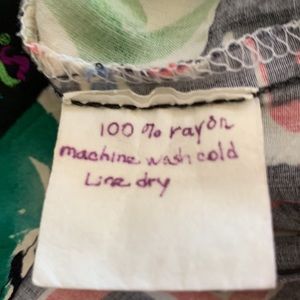 100 % rayon
machine wash cold
Line dry